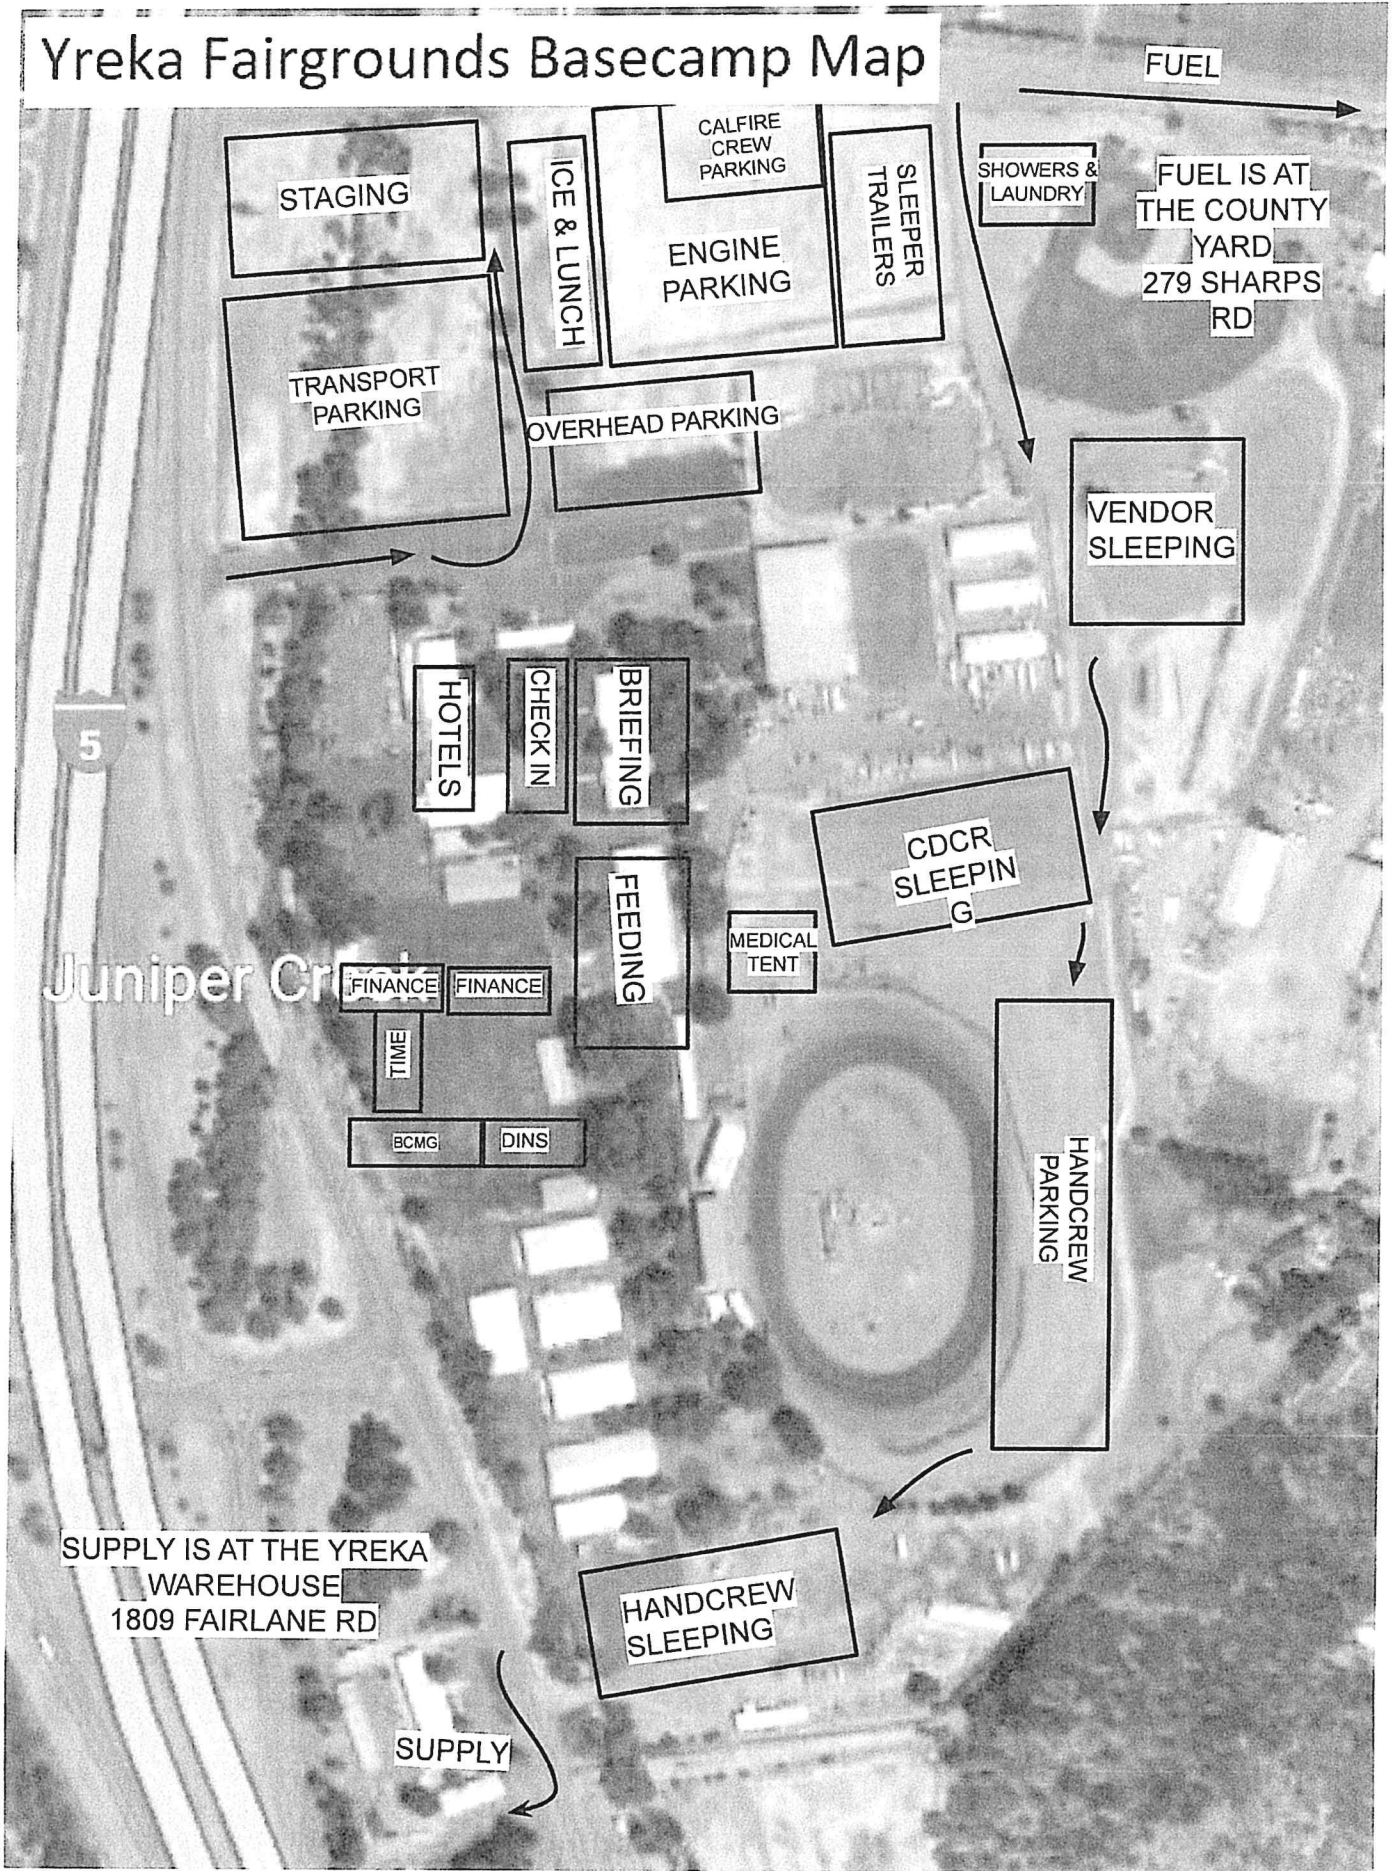 Yreka Fairgrounds Basecamp Map
FUEL
CALFIRE
CREW
PARKING
STAGING
ICE & LUNCH
SLEEPER
TRAILERS
SHOWERS &
LAUNDRY
FUEL IS AT
THE COUNTY
YARD
279 SHARPS
RD
ENGINE
PARKING
TRANSPORT
PARKING
OVERHEAD PARKING
VENDOR
SLEEPING
HOTELS
CHECK IN
BRIEFING
5
CDCR
SLEEPIN
G
FEEDING
MEDICAL
TENT
Juniper Creek
FINANCE
FINANCE
TIME
BCMG
DINS
HANDCREW
PARKING
SUPPLY IS AT THE YREKA
WAREHOUSE
1809 FAIRLANE RD
HANDCREW
SLEEPING
SUPPLY